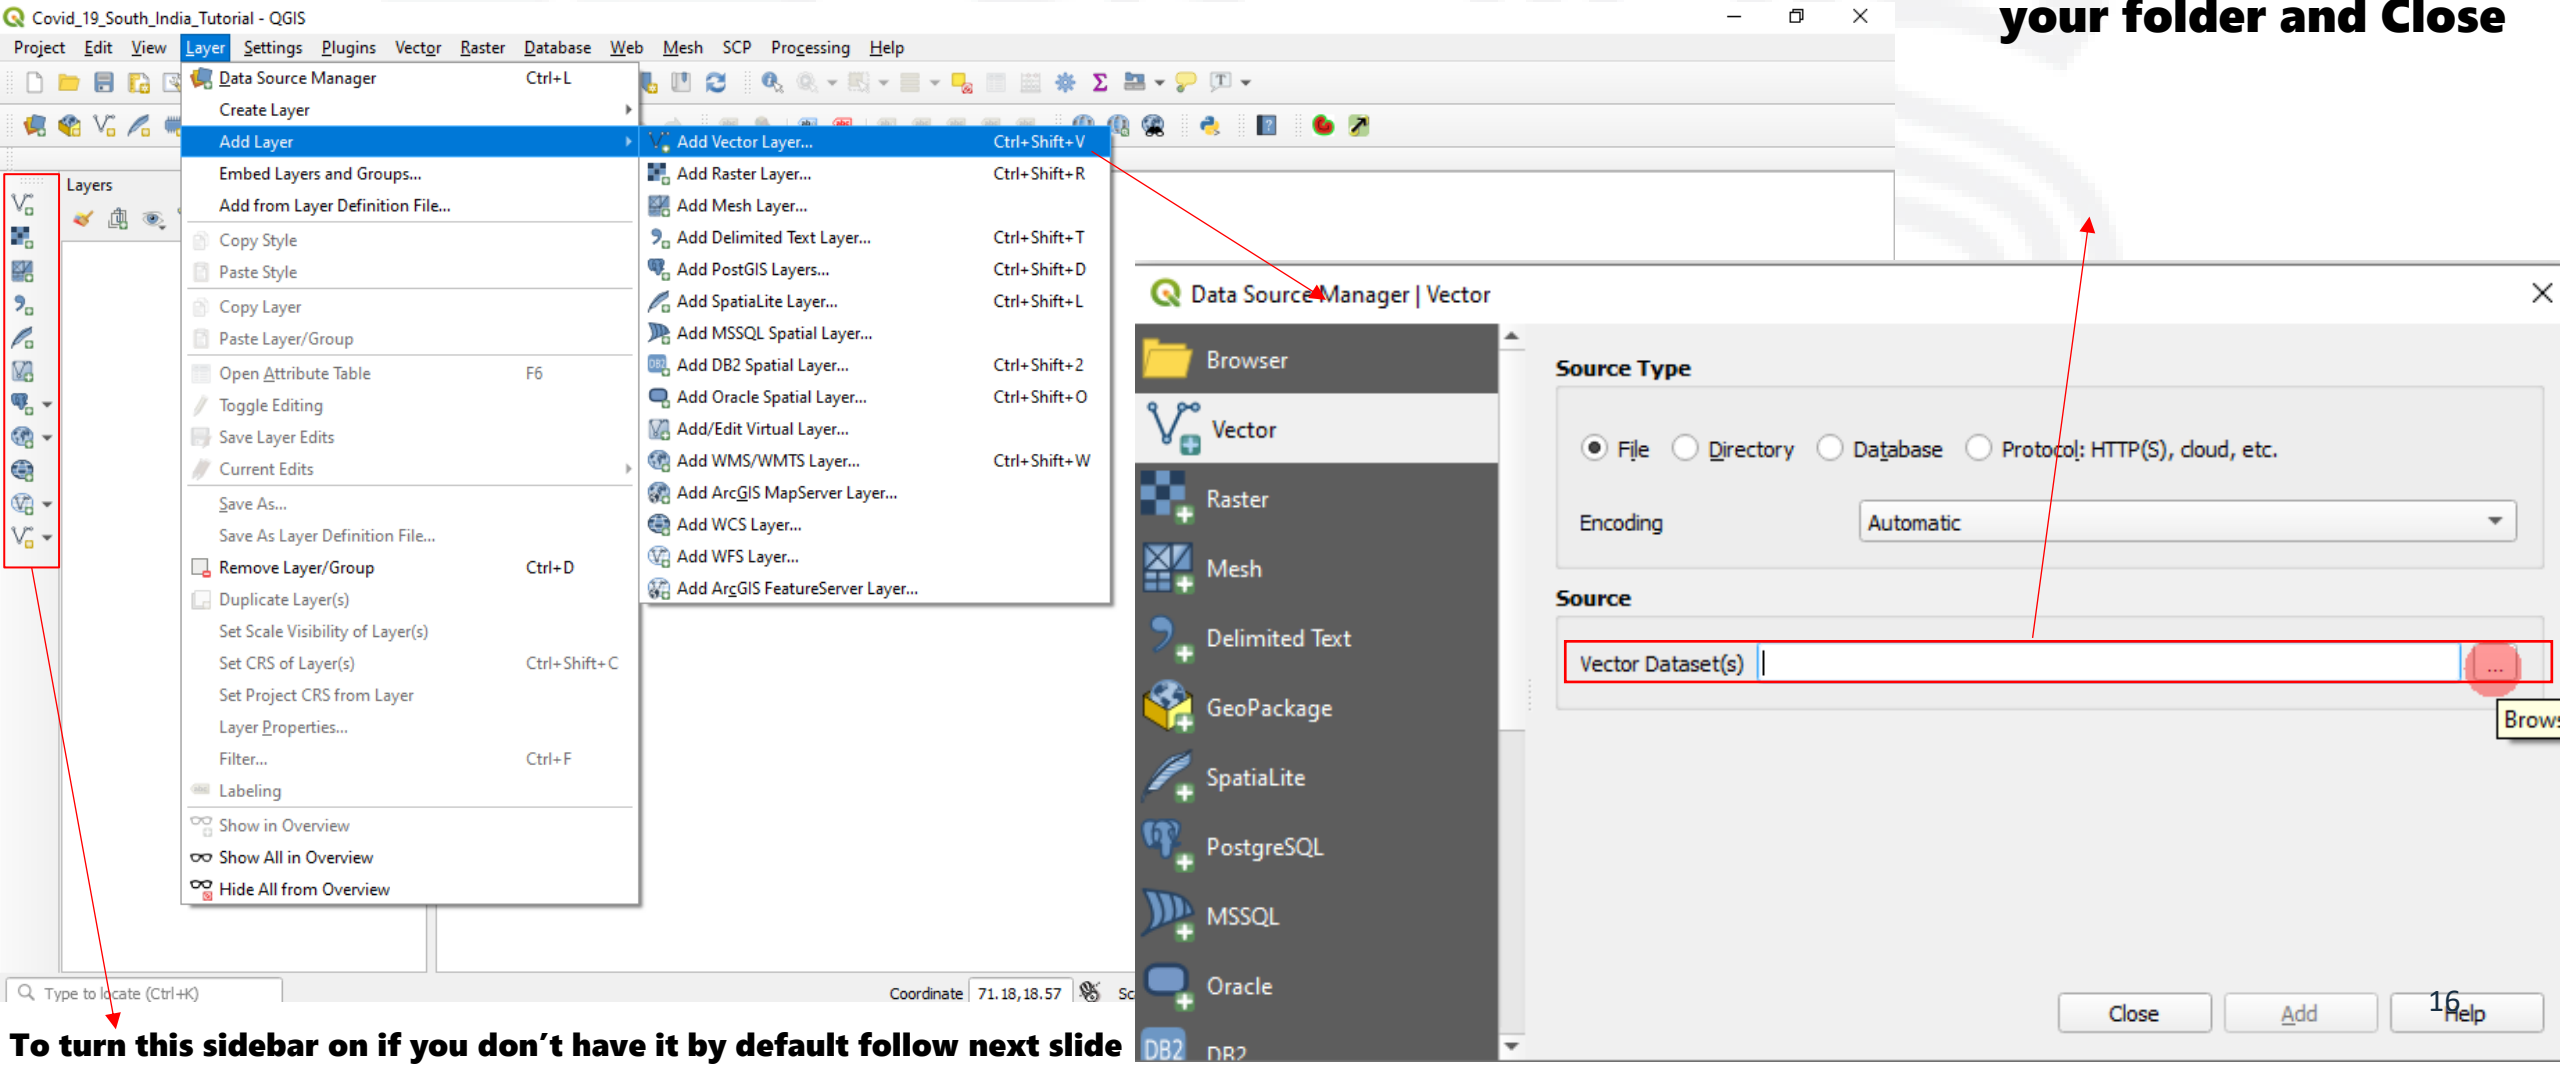 Covid_19_South_India_Tutorial - QGIS
your folder and Close
Project Edit View Layer Settings Plugins Vector Raster Database Web Mesh SCP Processing Help
Data Source Manager Ctrl+L
Create Layer
Add Layer
Embed Layers and Groups...
Add from Layer Definition File...
Copy Style
Paste Style
Copy Layer
Paste Layer/Group
Open Attribute Table F6
Toggle Editing
Save Layer Edits
Current Edits
Save As...
Save As Layer Definition File...
Remove Layer/Group Ctrl+D
Duplicate Layer(s)
Set Scale Visibility of Layer(s)
Set CRS of Layer(s) Ctrl+Shift+C
Set Project CRS from Layer
Layer Properties...
Filter... Ctrl+F
Labeling
Show in Overview
Show All in Overview
Hide All from Overview
Add Vector Layer... Ctrl+Shift+V
Add Raster Layer... Ctrl+Shift+R
Add Mesh Layer...
Add Delimited Text Layer... Ctrl+Shift+T
Add PostGIS Layers... Ctrl+Shift+D
Add SpatiaLite Layer... Ctrl+Shift+L
Add MSSQL Spatial Layer...
Add DB2 Spatial Layer... Ctrl+Shift+2
Add Oracle Spatial Layer... Ctrl+Shift+O
Add/Edit Virtual Layer...
Add WMS/WMTS Layer... Ctrl+Shift+W
Add ArcGIS MapServer Layer...
Add WCS Layer...
Add WFS Layer...
Add ArcGIS FeatureServer Layer...
Layers
Type to locate (Ctrl+K)
Coordinate 71.18,18.57 Sc
Data Source Manager | Vector
Browser
Vector
Raster
Mesh
Delimited Text
GeoPackage
SpatiaLite
PostgreSQL
MSSQL
Oracle
DB2 DB2
Source Type
File Directory Database Protocol: HTTP(S), cloud, etc.
Encoding Automatic
Source
Vector Dataset(s) ...
Brows
Close Add Help
16
To turn this sidebar on if you don't have it by default follow next slide